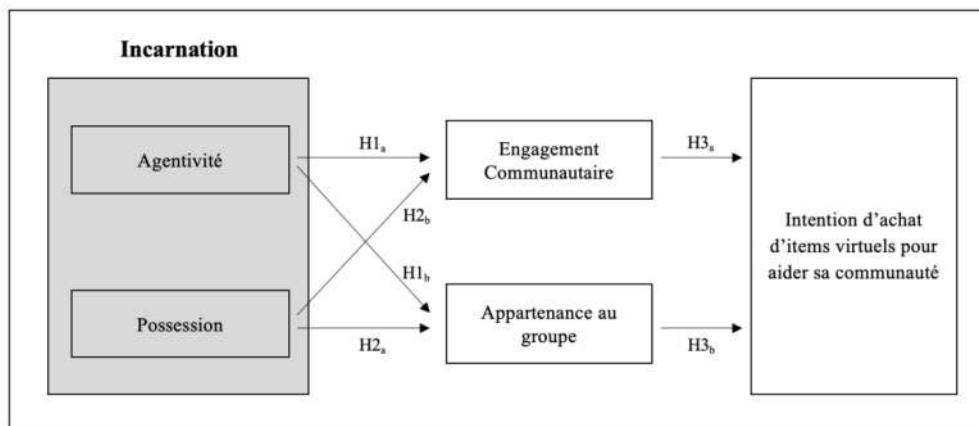 Incarnation
Agentivité
H1a
Engagement
Communautaire
H3a
H2b
Intention d’achat
d’items virtuels pour
aider sa communauté
H1b
Possession
H2a
Appartenance au
groupe
H3b